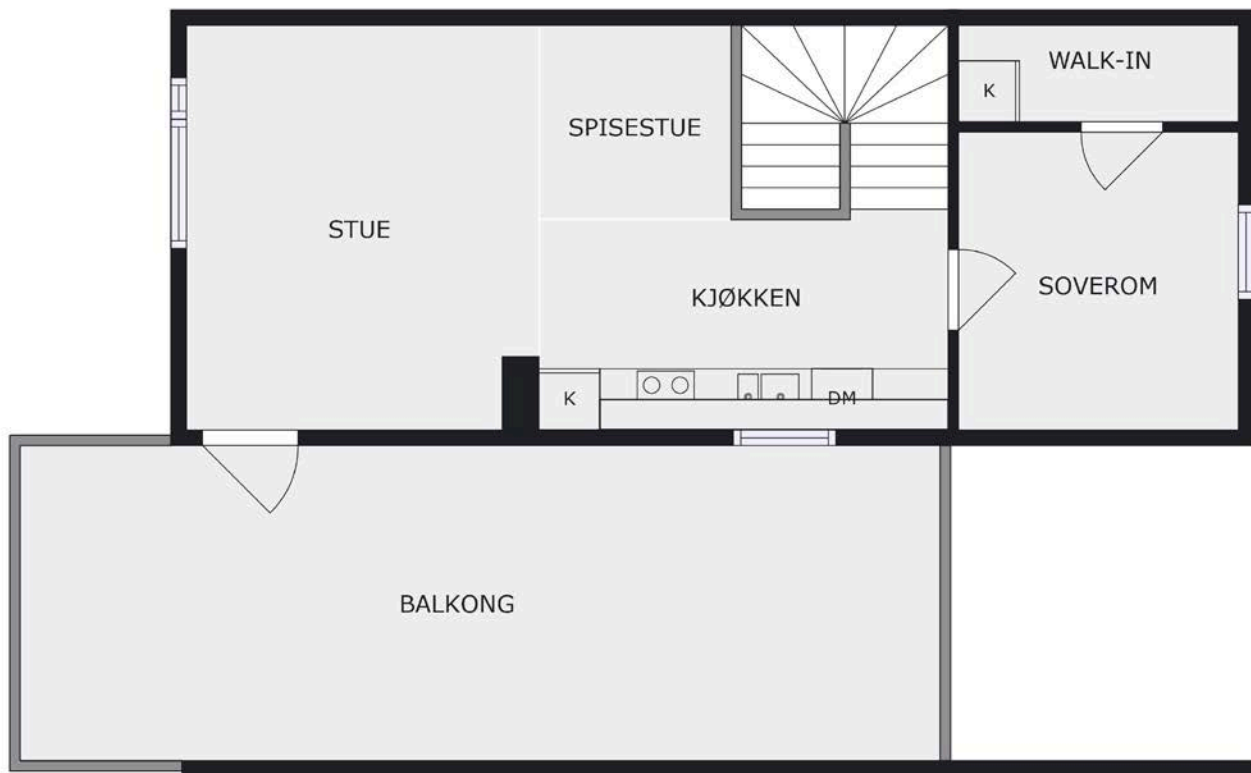 WALK-IN
K
SPISESTUE
STUE
KJØKKEN
SOVEROM
K
DM
BALKONG